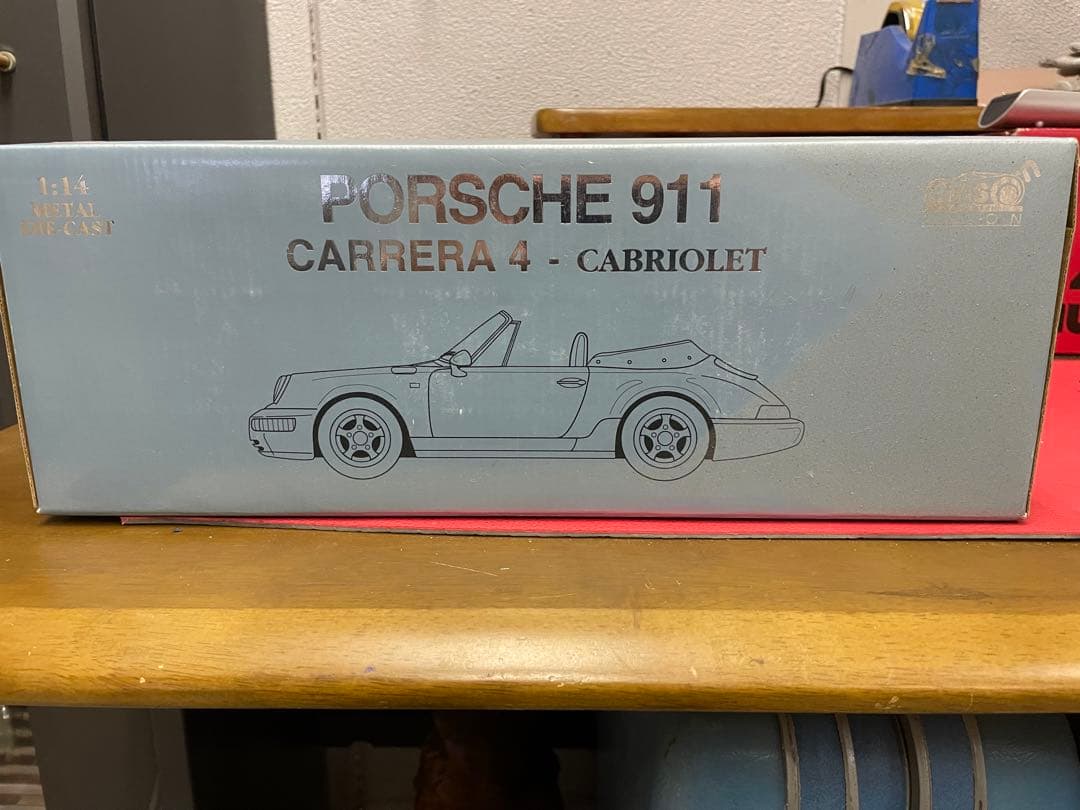 1:14
METAL
DIE-CAST
PORSCHE 911
CARRERA 4 - CABRIOLET